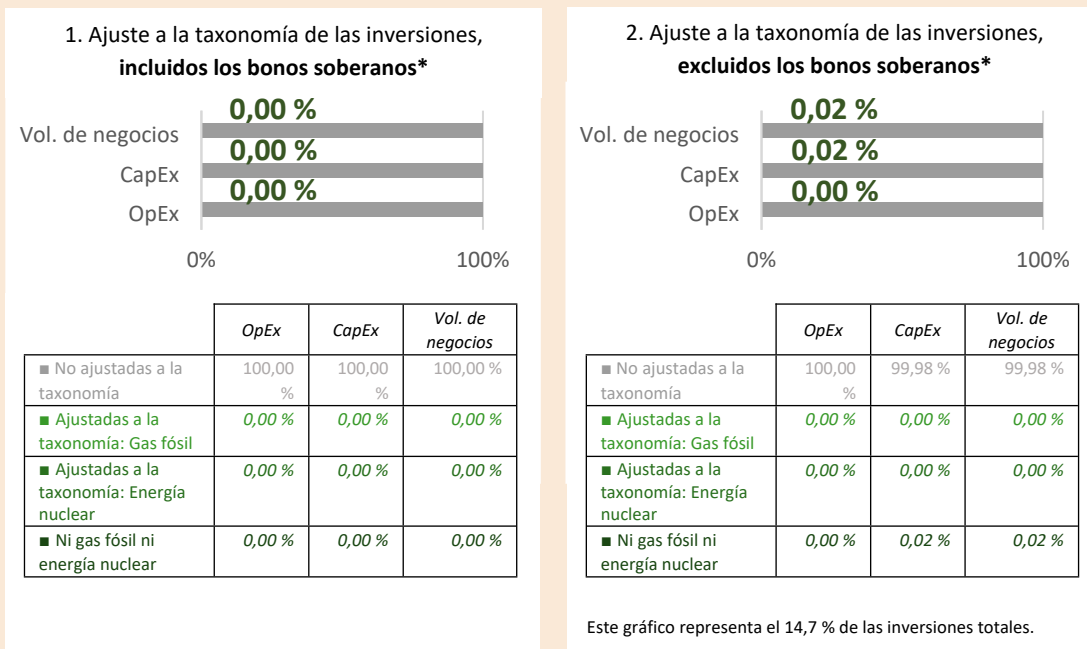 1. Ajuste a la taxonomía de las inversiones,
incluidos los bonos soberanos*
0,00 %
Vol. de negocios
0,00 %
CapEx
0,00 %
OpEx
0%
100%
OpEx
CapEx
Vol. de
negocios
■ No ajustadas a la
taxonomía
100,00
%
100,00
%
100,00 %
■ Ajustadas a la
taxonomía: Gas fósil
0,00 %
0,00 %
0,00 %
■ Ajustadas a la
taxonomía: Energía
nuclear
0,00 %
0,00 %
0,00 %
■ Ni gas fósil ni
energía nuclear
0,00 %
0,00 %
0,00 %
2. Ajuste a la taxonomía de las inversiones,
excluidos los bonos soberanos*
0,02 %
Vol. de negocios
0,02 %
CapEx
0,00 %
OpEx
0%
100%
OpEx
CapEx
Vol. de
negocios
■ No ajustadas a la
taxonomía
100,00
%
99,98 %
99,98 %
■ Ajustadas a la
taxonomía: Gas fósil
0,00 %
0,00 %
0,00 %
■ Ajustadas a la
taxonomía: Energía
nuclear
0,00 %
0,00 %
0,00 %
■ Ni gas fósil ni
energía nuclear
0,00 %
0,02 %
0,02 %
Este gráfico representa el 14,7 % de las inversiones totales.